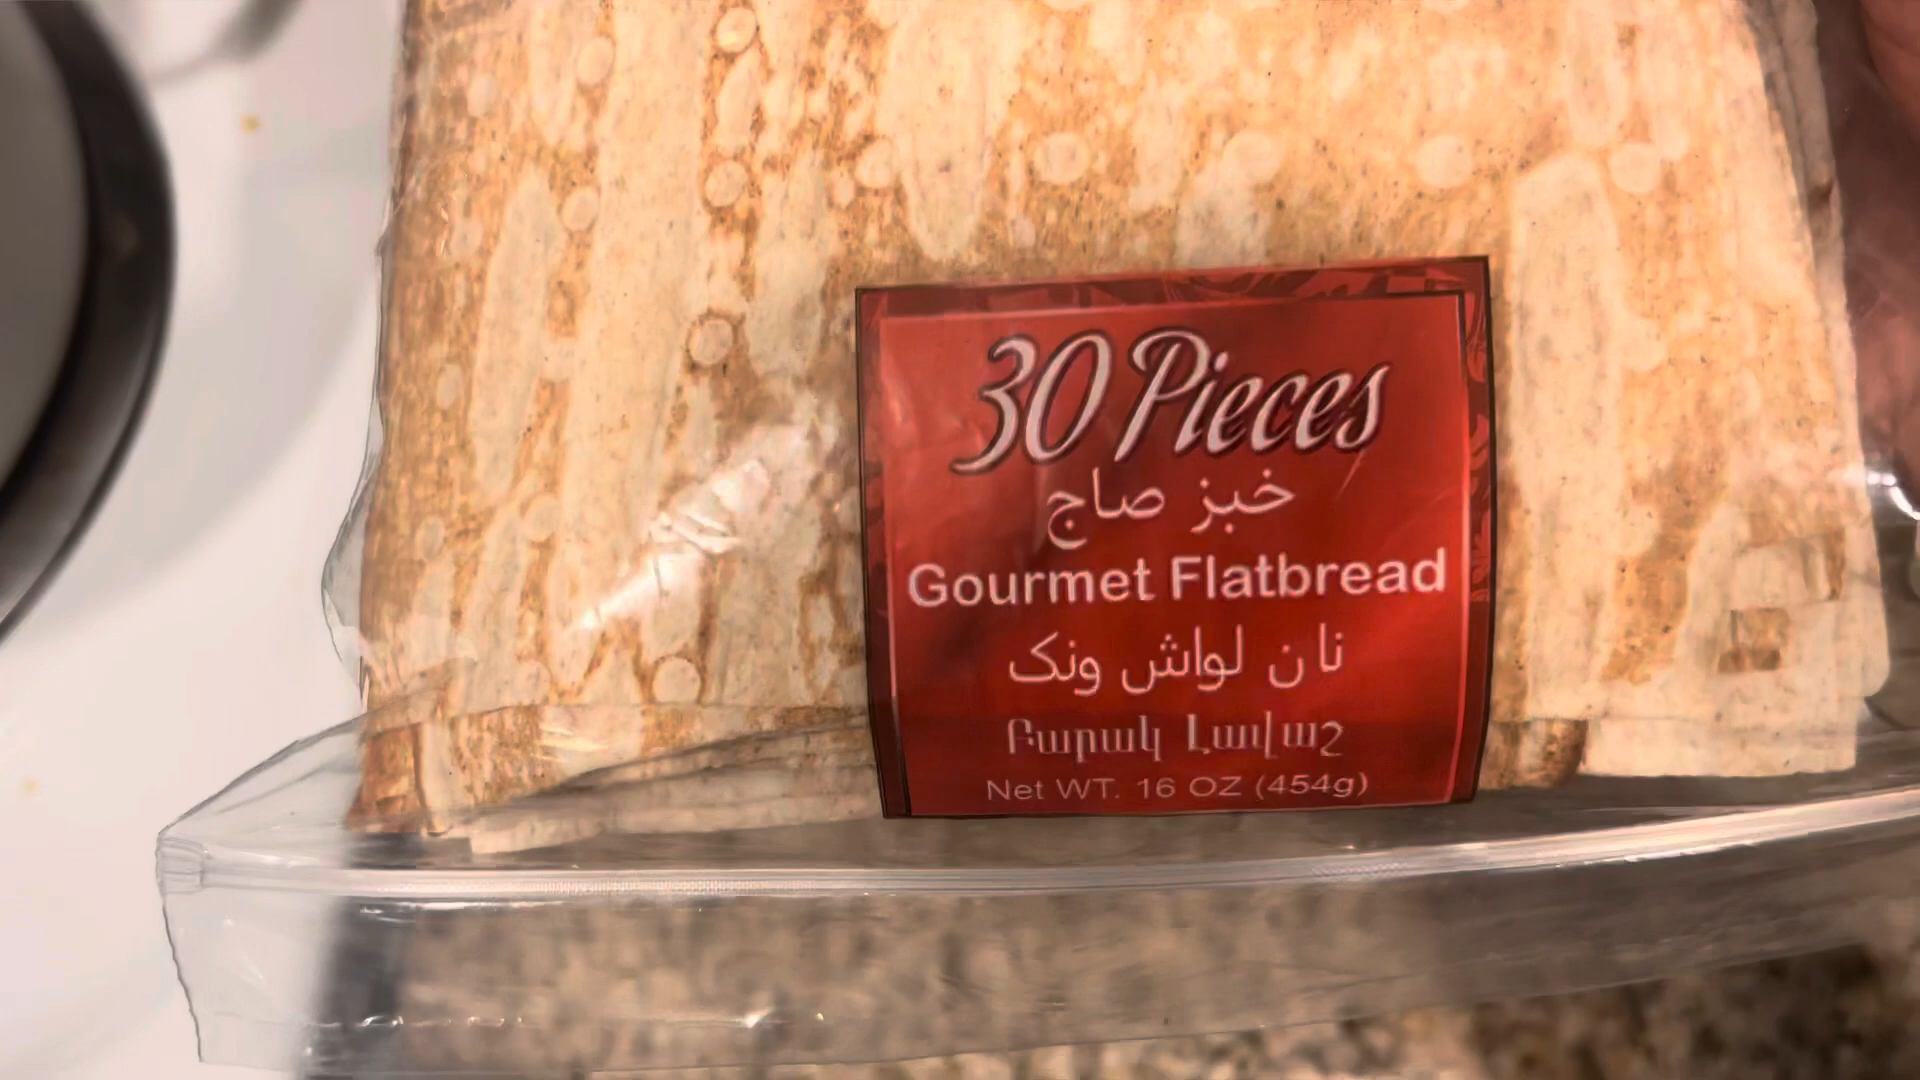 30 Pieces
خبز صاج
Gourmet Flatbread
نان لواش ونک
Բարակ Լավաշ
Net WT. 16 OZ (454g)